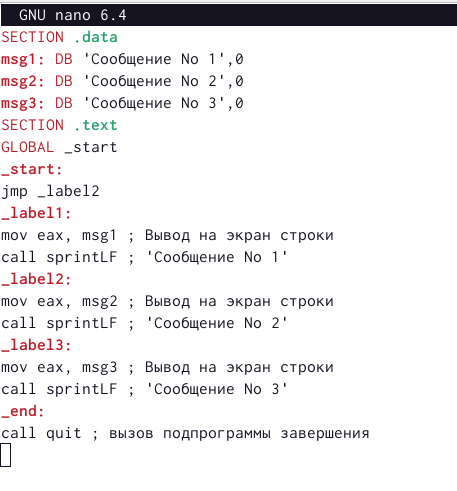 GNU nano 6.4
SECTION .data
msg1: DB 'Сообщение No 1',0
msg2: DB 'Сообщение No 2',0
msg3: DB 'Сообщение No 3',0
SECTION .text
GLOBAL _start
_start:
jmp _label2
_label1:
mov eax, msg1 ; Вывод на экран строки
call sprintLF ; 'Сообщение No 1'
_label2:
mov eax, msg2 ; Вывод на экран строки
call sprintLF ; 'Сообщение No 2'
_label3:
mov eax, msg3 ; Вывод на экран строки
call sprintLF ; 'Сообщение No 3'
_end:
call quit ; вызов подпрограммы завершения